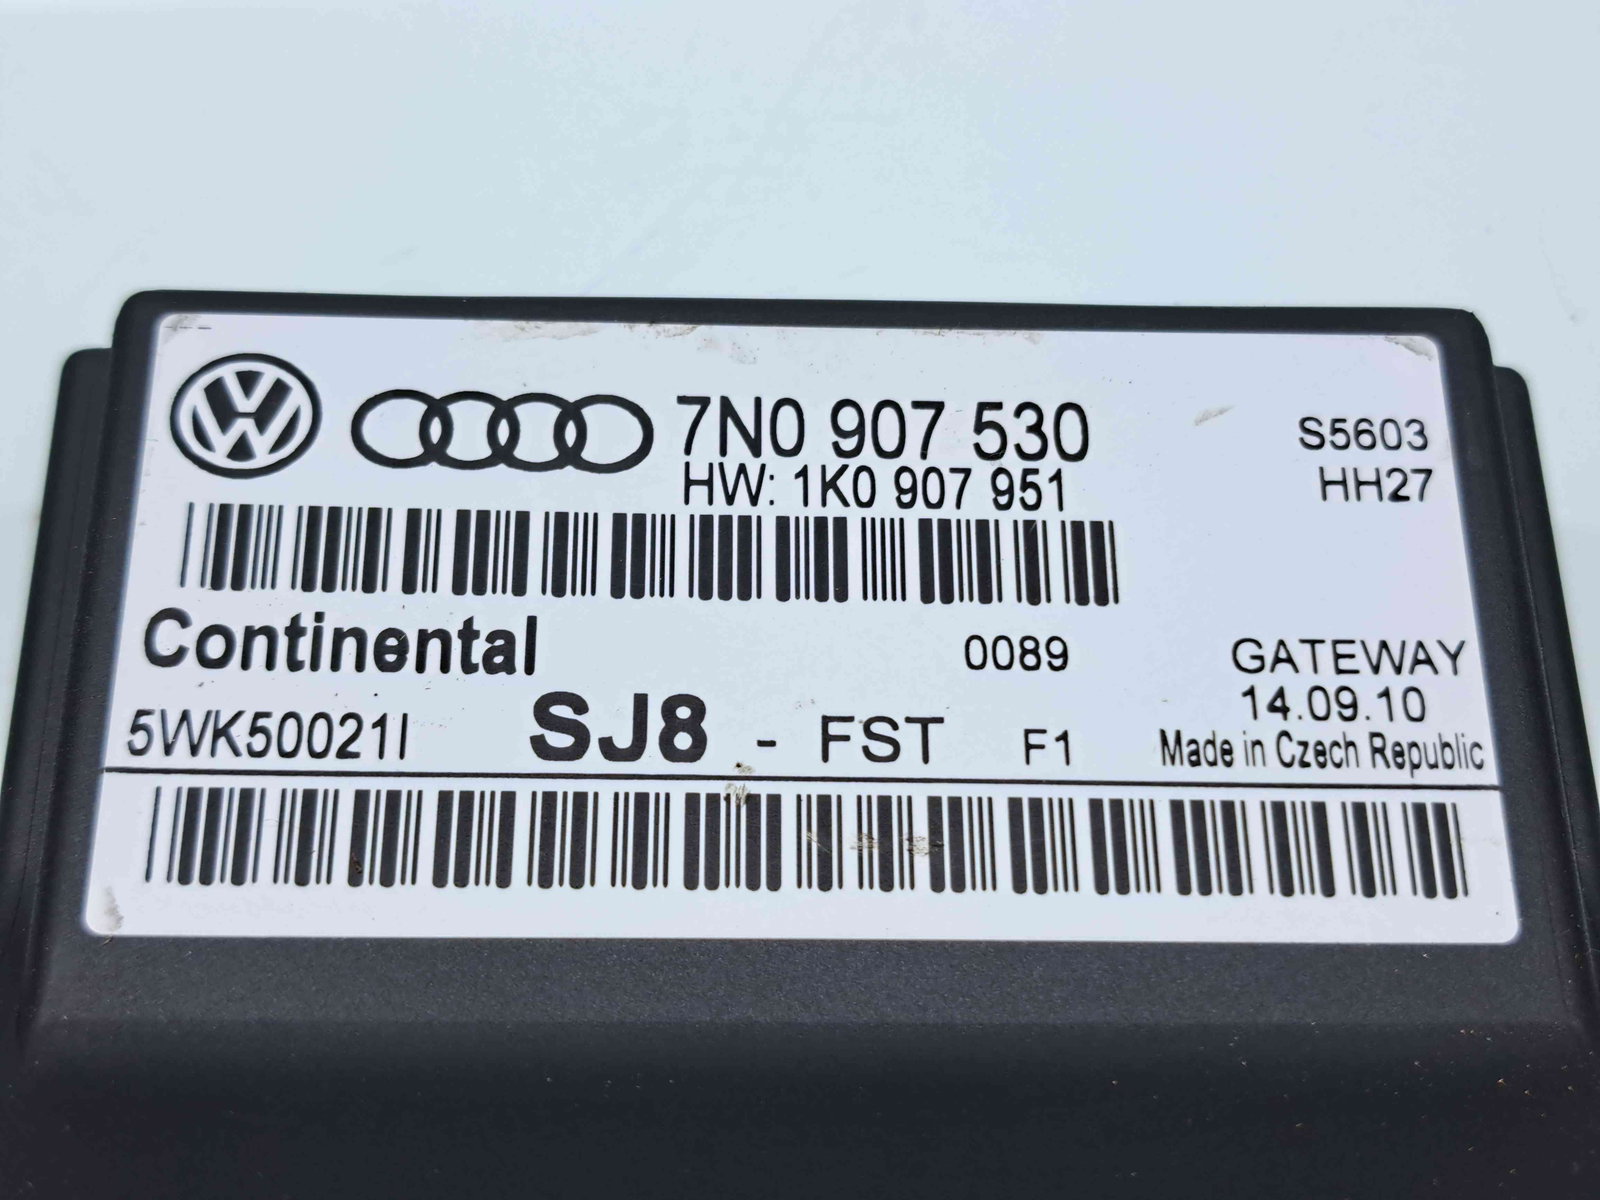 7N0 907 530
HW: 1K0 907 951
S5603
HH27
Continental
0089
GATEWAY
14.09.10
5WK50021I
SJ8 - FST F1
Made in Czech Republic